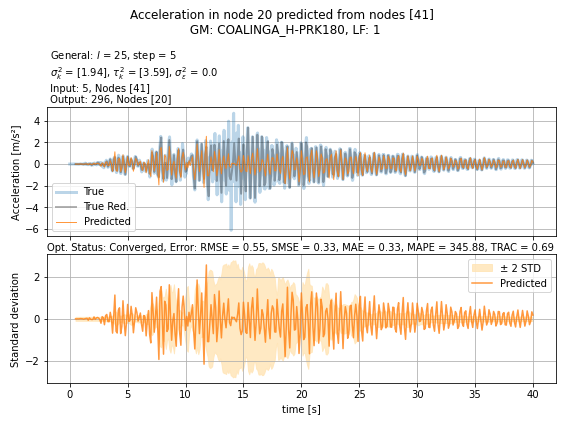 Acceleration in node 20 predicted from nodes [41]
GM: COALINGA_H-PRK180, LF: 1
General: l = 25, step = 5
σ²ₖ = [1.94], τ²ₖ = [3.59], σ²ε = 0.0
Input: 5, Nodes [41]
Output: 296, Nodes [20]
Acceleration [m/s²]
4
2
0
−2
−4
−6
True
True Red.
Predicted
Opt. Status: Converged, Error: RMSE = 0.55, SMSE = 0.33, MAE = 0.33, MAPE = 345.88, TRAC = 0.69
Standard deviation
2
0
−2
± 2 STD
Predicted
0 5 10 15 20 25 30 35 40
time [s]